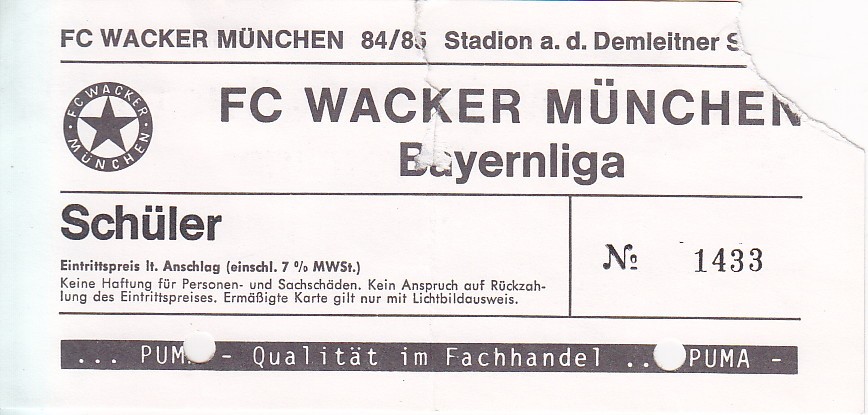 FC WACKER MÜNCHEN 84/85 Stadion a. d. Demleitner S
FC WACKER MÜNCHEN
FC WACKER MÜNCHEN
Bayernliga
Schüler
Eintrittspreis lt. Anschlag (einschl. 7 % MWSt.)
Keine Haftung für Personen- und Sachschäden. Kein Anspruch auf Rückzah-
lung des Eintrittspreises. Ermäßigte Karte gilt nur mit Lichtbildausweis.
№ 1433
... PUMA - Qualität im Fachhandel ... PUMA -